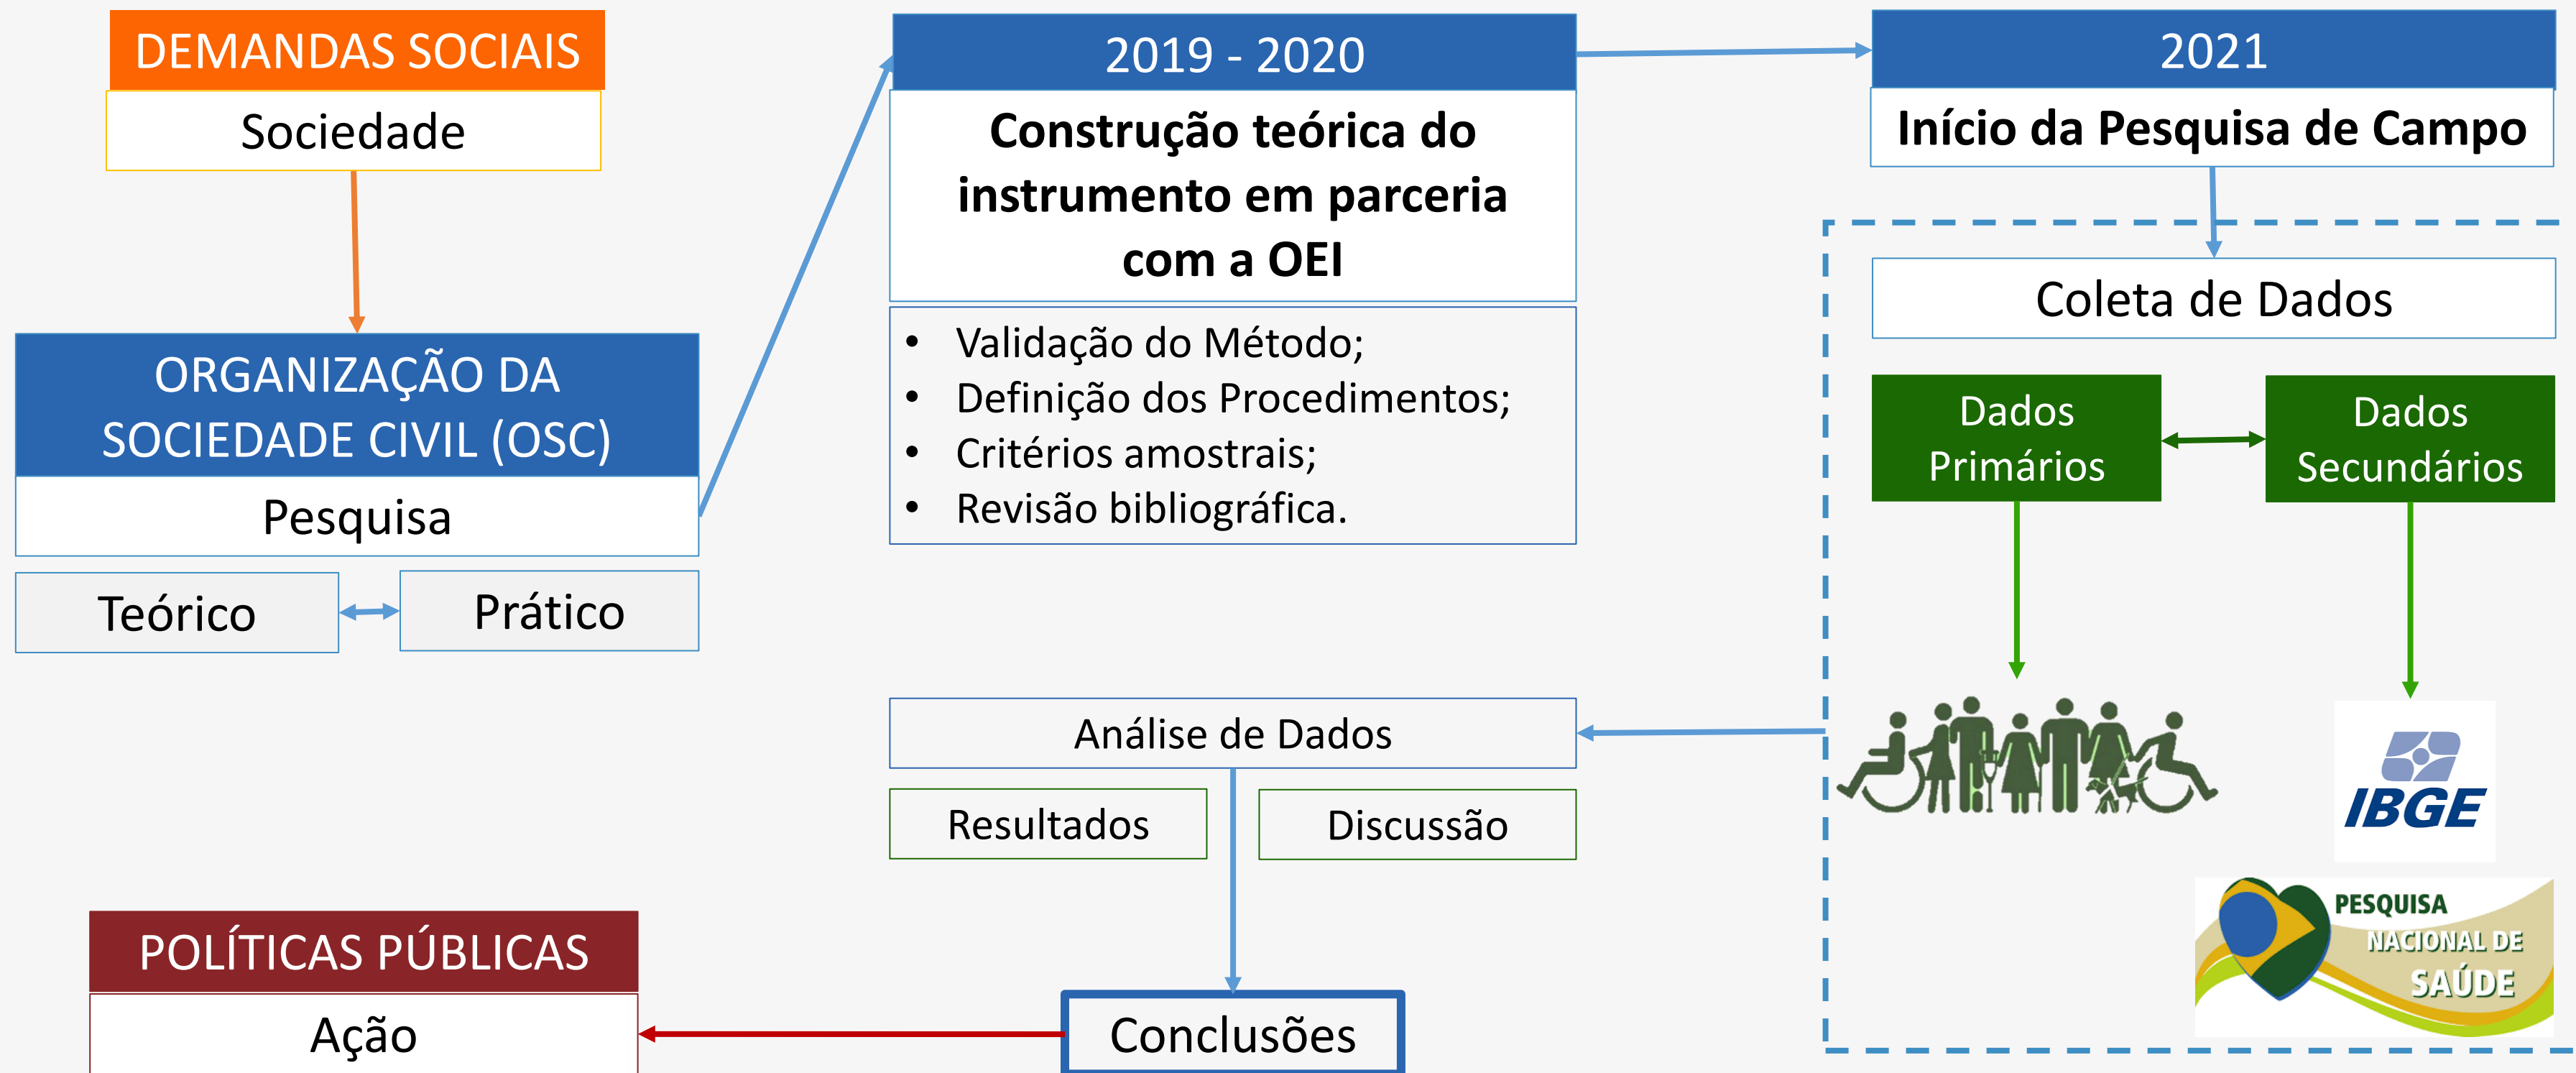 DEMANDAS SOCIAIS
Sociedade
ORGANIZAÇÃO DA
SOCIEDADE CIVIL (OSC)
Pesquisa
Teórico
Prático
2019 - 2020
Construção teórica do
instrumento em parceria
com a OEI
• Validação do Método;
• Definição dos Procedimentos;
• Critérios amostrais;
• Revisão bibliográfica.
2021
Início da Pesquisa de Campo
Coleta de Dados
Dados
Primários
Dados
Secundários
IBGE
PESQUISA
NACIONAL DE
SAÚDE
Análise de Dados
Resultados
Discussão
Conclusões
POLÍTICAS PÚBLICAS
Ação